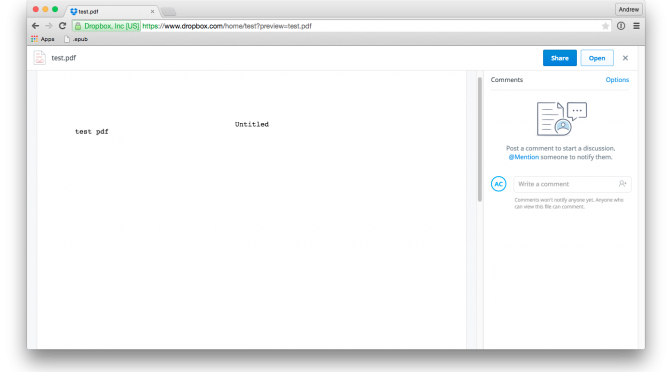 test.pdf
Andrew
Dropbox, Inc [US] https://www.dropbox.com/home/test?preview=test.pdf
Apps .epub
test.pdf
Share Open
Comments Options
Untitled
test pdf
Post a comment to start a discussion.
@Mention someone to notify them.
AC Write a comment
Comments won't notify anyone yet. Anyone who
can view this file can comment.